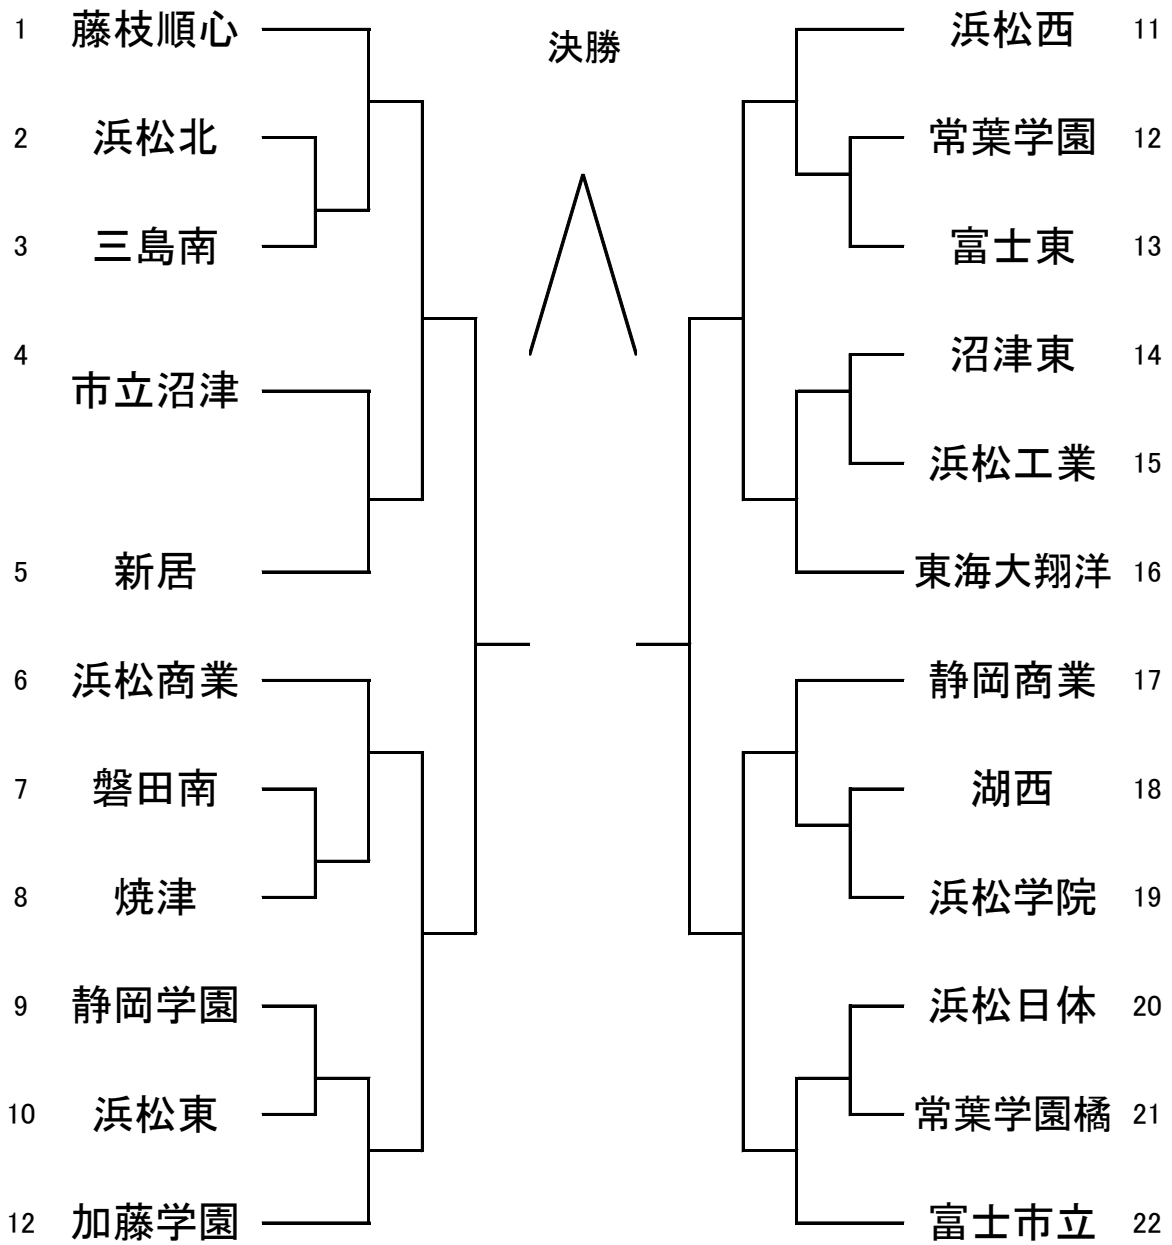 決勝
1 藤枝順心
2 浜松北
3 三島南
4 市立沼津
5 新居
6 浜松商業
7 磐田南
8 焼津
9 静岡学園
10 浜松東
12 加藤学園
浜松西 11
常葉学園 12
富士東 13
沼津東 14
浜松工業 15
東海大翔洋 16
静岡商業 17
湖西 18
浜松学院 19
浜松日体 20
常葉学園橘 21
富士市立 22